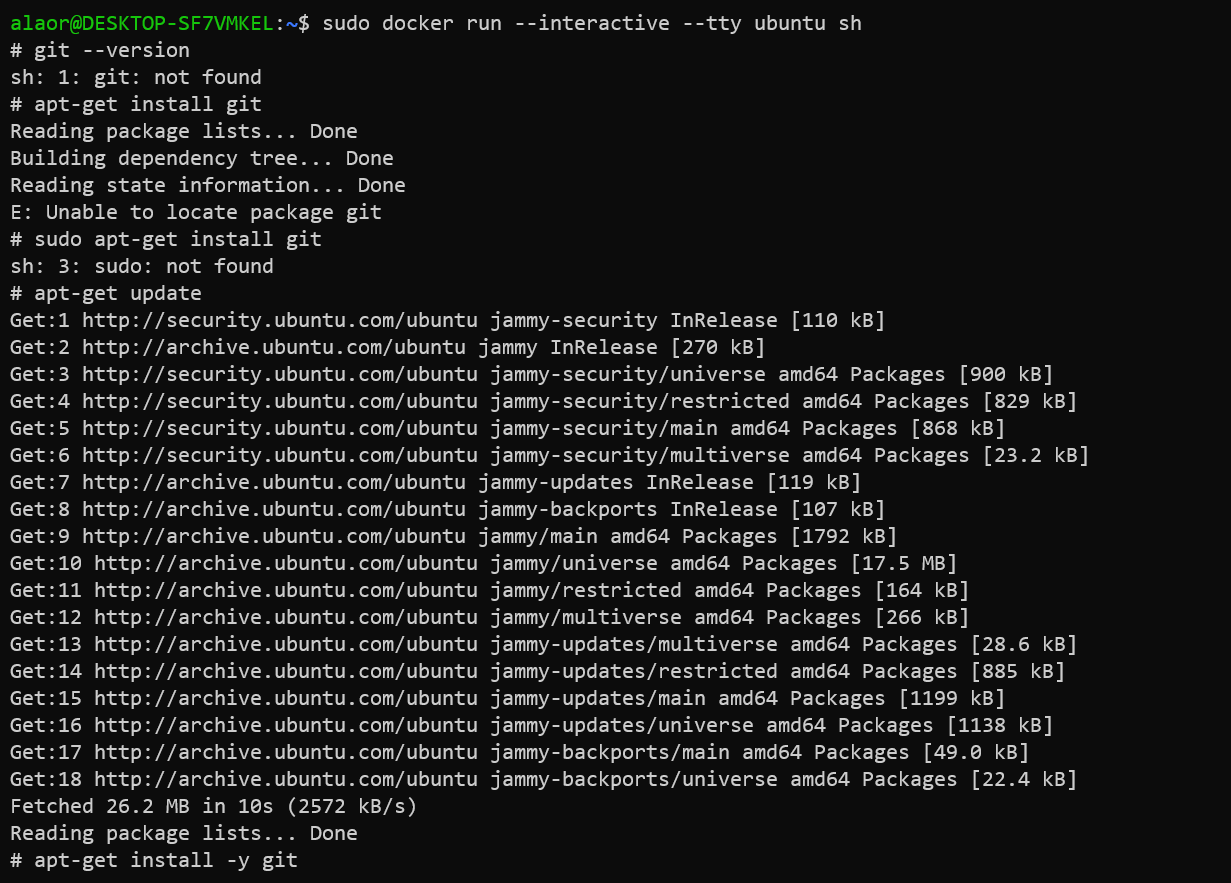 alaor@DESKTOP-SF7VMKEL:~$ sudo docker run --interactive --tty ubuntu sh
# git --version
sh: 1: git: not found
# apt-get install git
Reading package lists... Done
Building dependency tree... Done
Reading state information... Done
E: Unable to locate package git
# sudo apt-get install git
sh: 3: sudo: not found
# apt-get update
Get:1 http://security.ubuntu.com/ubuntu jammy-security InRelease [110 kB]
Get:2 http://archive.ubuntu.com/ubuntu jammy InRelease [270 kB]
Get:3 http://security.ubuntu.com/ubuntu jammy-security/universe amd64 Packages [900 kB]
Get:4 http://security.ubuntu.com/ubuntu jammy-security/restricted amd64 Packages [829 kB]
Get:5 http://security.ubuntu.com/ubuntu jammy-security/main amd64 Packages [868 kB]
Get:6 http://security.ubuntu.com/ubuntu jammy-security/multiverse amd64 Packages [23.2 kB]
Get:7 http://archive.ubuntu.com/ubuntu jammy-updates InRelease [119 kB]
Get:8 http://archive.ubuntu.com/ubuntu jammy-backports InRelease [107 kB]
Get:9 http://archive.ubuntu.com/ubuntu jammy/main amd64 Packages [1792 kB]
Get:10 http://archive.ubuntu.com/ubuntu jammy/universe amd64 Packages [17.5 MB]
Get:11 http://archive.ubuntu.com/ubuntu jammy/restricted amd64 Packages [164 kB]
Get:12 http://archive.ubuntu.com/ubuntu jammy/multiverse amd64 Packages [266 kB]
Get:13 http://archive.ubuntu.com/ubuntu jammy-updates/multiverse amd64 Packages [28.6 kB]
Get:14 http://archive.ubuntu.com/ubuntu jammy-updates/restricted amd64 Packages [885 kB]
Get:15 http://archive.ubuntu.com/ubuntu jammy-updates/main amd64 Packages [1199 kB]
Get:16 http://archive.ubuntu.com/ubuntu jammy-updates/universe amd64 Packages [1138 kB]
Get:17 http://archive.ubuntu.com/ubuntu jammy-backports/main amd64 Packages [49.0 kB]
Get:18 http://archive.ubuntu.com/ubuntu jammy-backports/universe amd64 Packages [22.4 kB]
Fetched 26.2 MB in 10s (2572 kB/s)
Reading package lists... Done
# apt-get install -y git